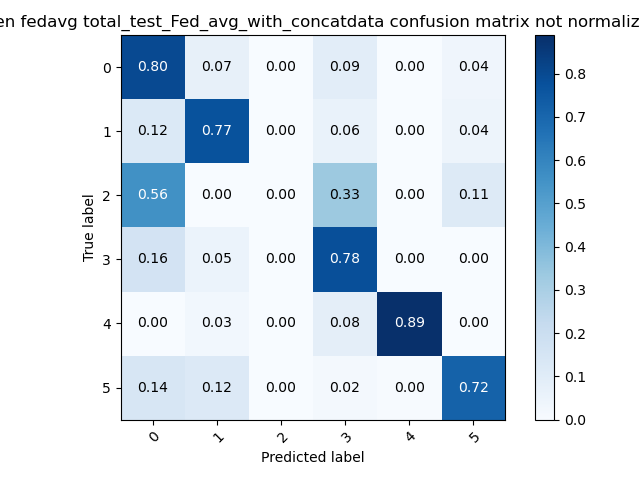 en fedavg total_test_Fed_avg_with_concatdata confusion matrix not normaliz
0 0.80 0.07 0.00 0.09 0.00 0.04
1 0.12 0.77 0.00 0.06 0.00 0.04
2 0.56 0.00 0.00 0.33 0.00 0.11
3 0.16 0.05 0.00 0.78 0.00 0.00
4 0.00 0.03 0.00 0.08 0.89 0.00
5 0.14 0.12 0.00 0.02 0.00 0.72
0 1 2 3 4 5
True label
Predicted label
0.8
0.7
0.6
0.5
0.4
0.3
0.2
0.1
0.0